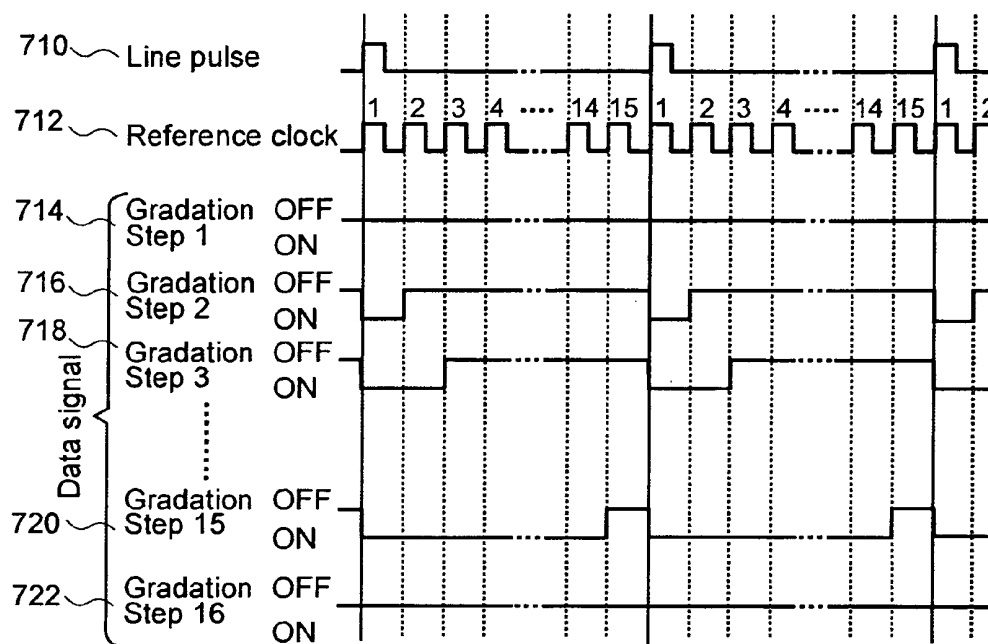 710 Line pulse
1 2 3 4 ····· 14 15 1 2 3 4 ····· 14 15 1 2
712 Reference clock
714 Gradation Step 1 OFF ON
716 Gradation Step 2 OFF ON
718 Gradation Step 3 OFF ON
Data signal
720 Gradation Step 15 OFF ON
722 Gradation Step 16 OFF ON